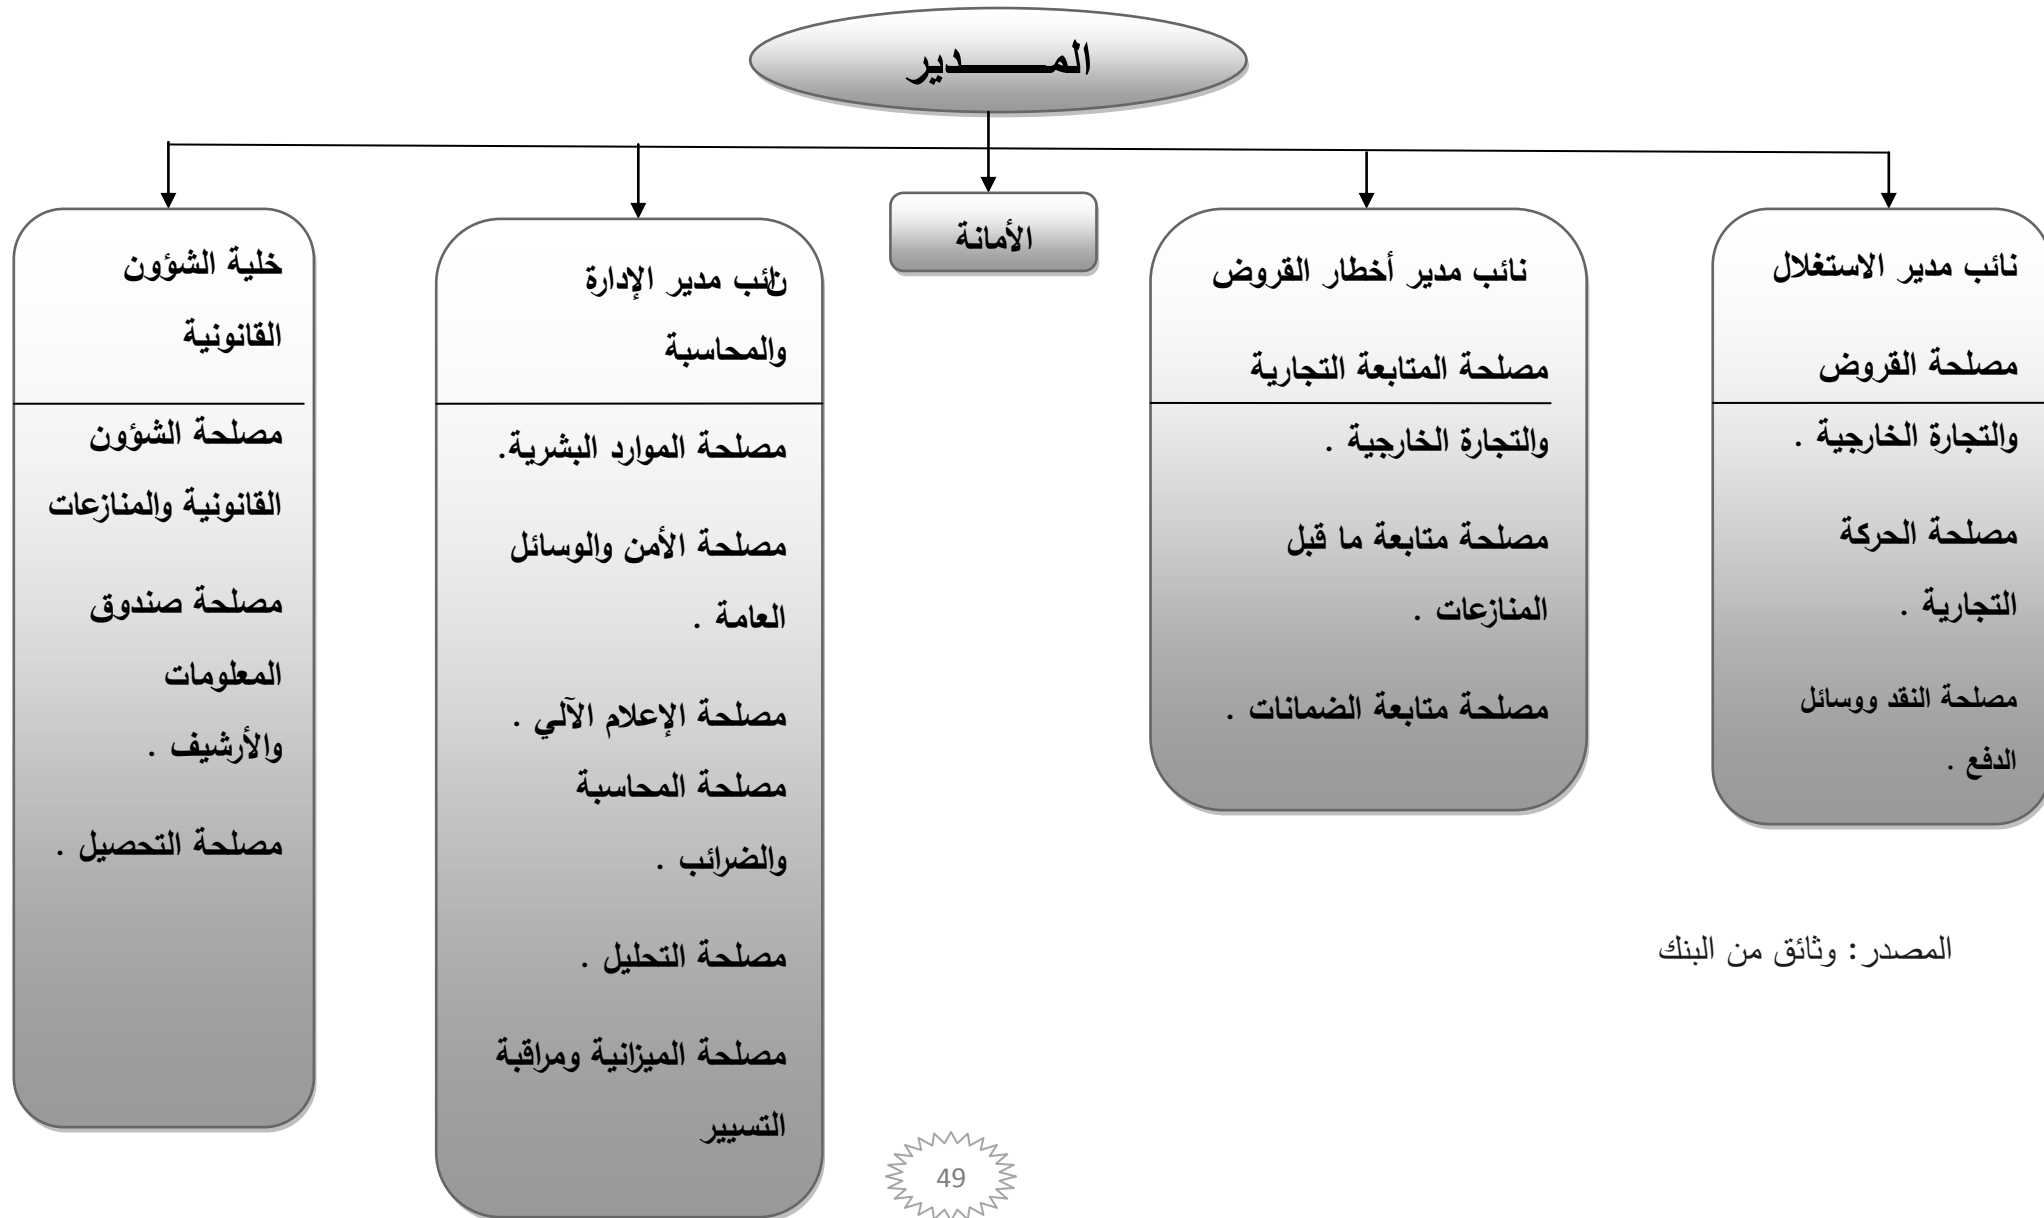 المـــــــدير
الأمانة
نائب مدير الاستغلال
مصلحة القروض
والتجارة الخارجية .
مصلحة الحركة
التجارية .
مصلحة النقد ووسائل
الدفع .
نائب مدير أخطار القروض
مصلحة المتابعة التجارية
والتجارة الخارجية .
مصلحة متابعة ما قبل
المنازعات .
مصلحة متابعة الضمانات .
نائب مدير الإدارة
والمحاسبة
مصلحة الموارد البشرية.
مصلحة الأمن والوسائل
العامة .
مصلحة الإعلام الآلي .
مصلحة المحاسبة
والضرائب .
مصلحة التحليل .
مصلحة الميزانية ومراقبة
التسيير
خلية الشؤون
القانونية
مصلحة الشؤون
القانونية والمنازعات
مصلحة صندوق
المعلومات
والأرشيف .
مصلحة التحصيل .
المصدر: وثائق من البنك
49